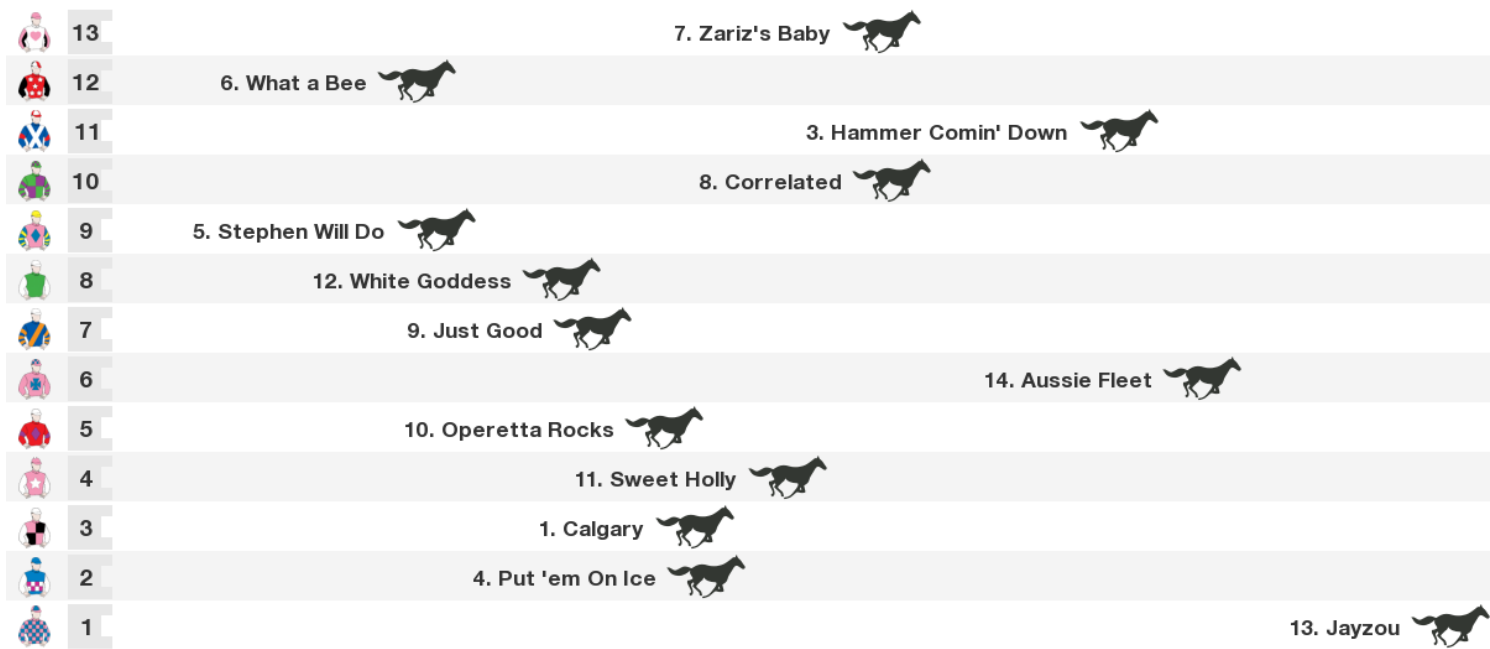 13 7. Zariz's Baby
12 6. What a Bee
11 3. Hammer Comin' Down
10 8. Correlated
9 5. Stephen Will Do
8 12. White Goddess
7 9. Just Good
6 14. Aussie Fleet
5 10. Operetta Rocks
4 11. Sweet Holly
3 1. Calgary
2 4. Put 'em On Ice
1 13. Jayzou